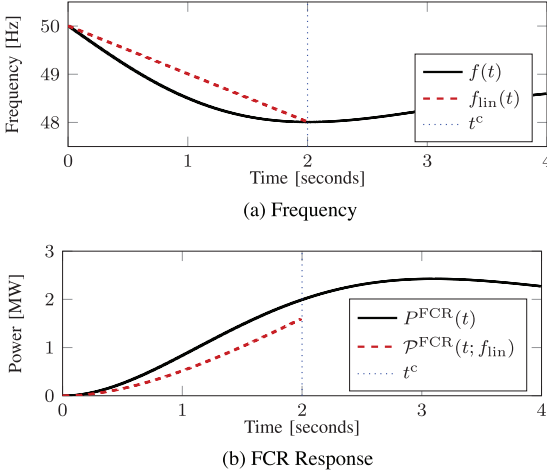 50
49
48
Frequency [Hz]
f(t)
f_lin(t)
t^c
0 1 2 3 4
Time [seconds]
(a) Frequency
3
2
1
0
Power [MW]
P^FCR(t)
𝒫^FCR(t; f_lin)
t^c
0 1 2 3 4
Time [seconds]
(b) FCR Response